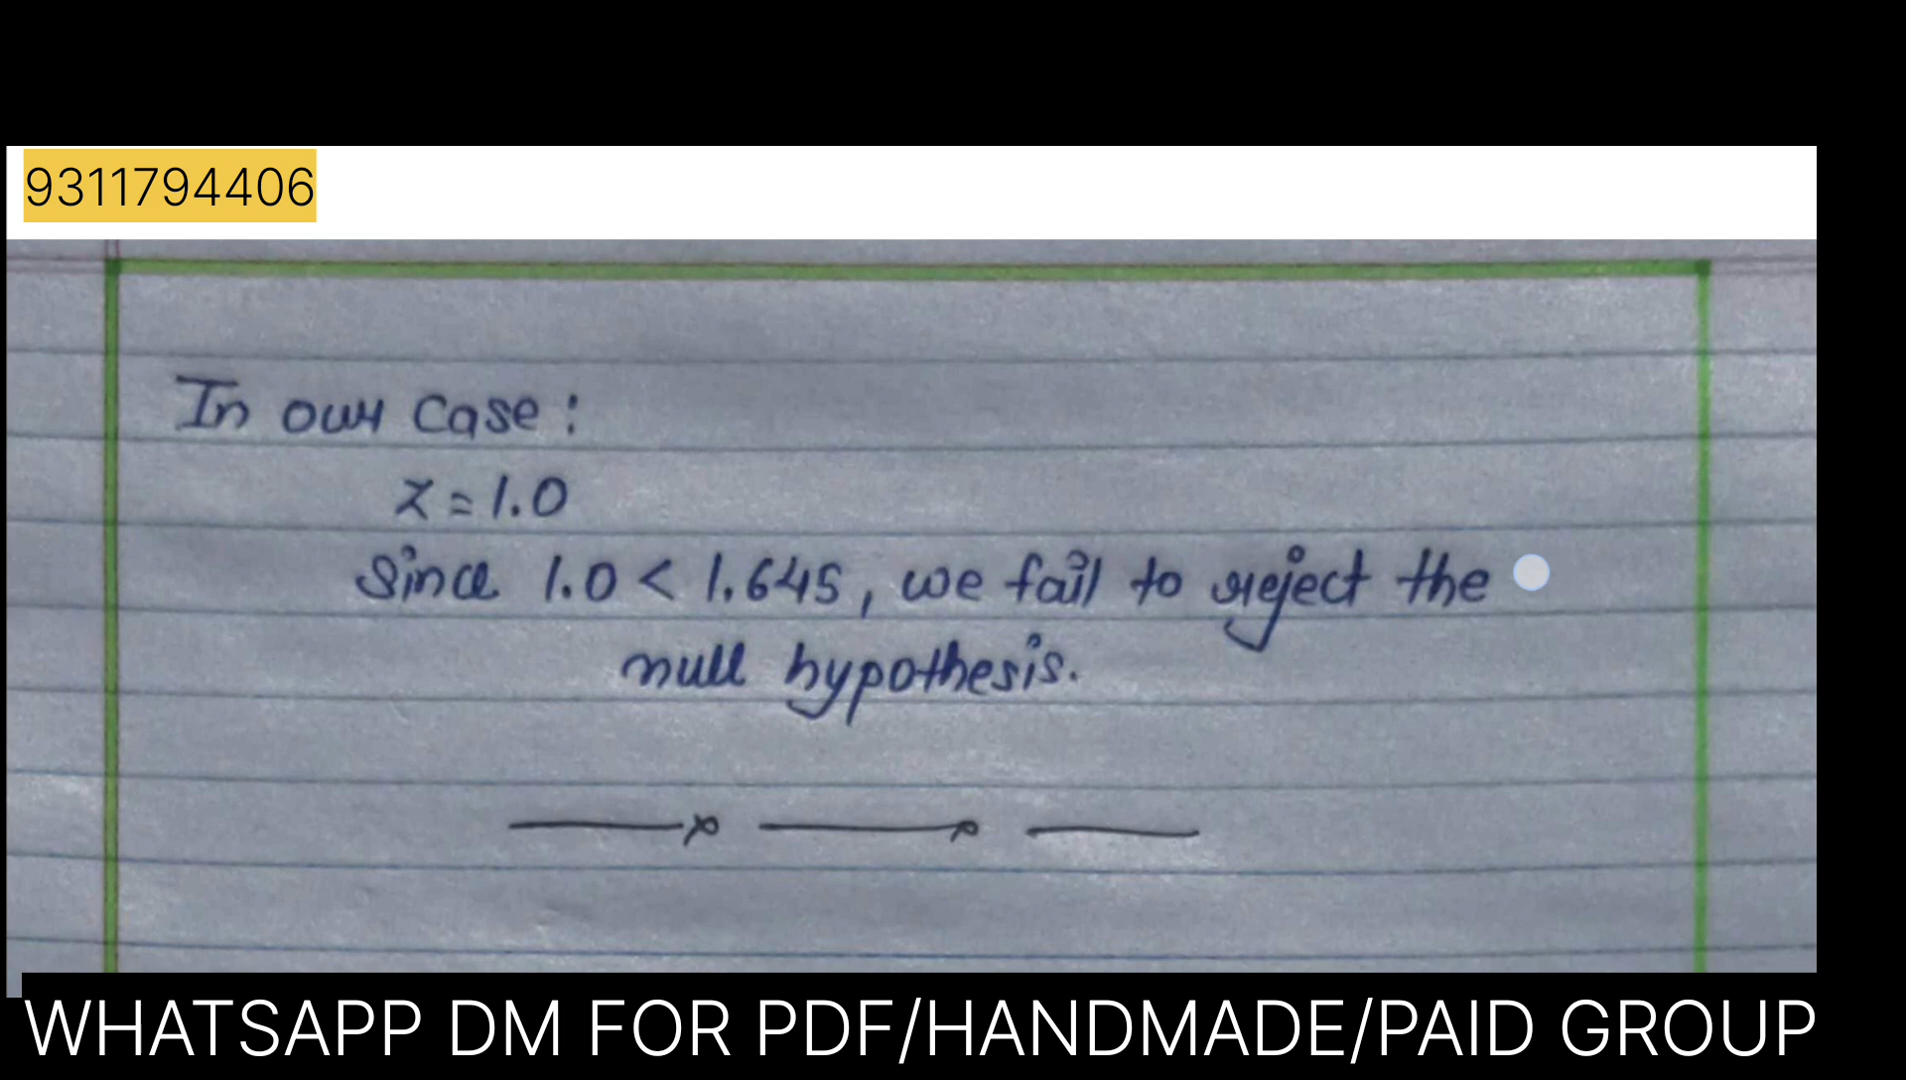 9311794406
In our Case:
z = 1.0
Since 1.0 < 1.645, we fail to reject the
null hypothesis.
WHATSAPP DM FOR PDF/HANDMADE/PAID GROUP